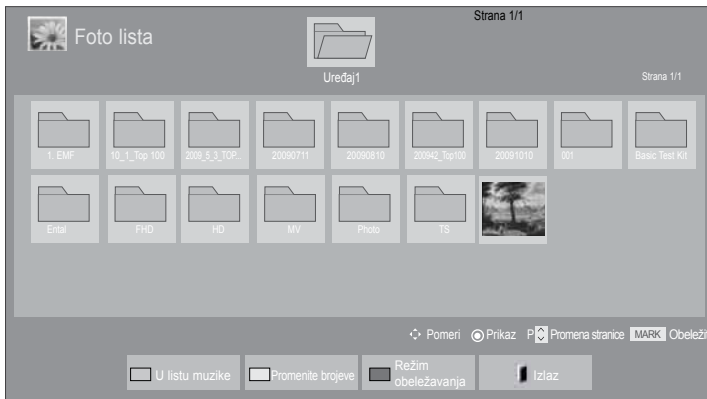 Strana 1/1
Foto lista
Uređaj1
Strana 1/1
1. EMF
10_1_Top 100
2009_5_3_TOP...
20090711
20090810
200942_Top100
20091010
001
Basic Test Kit
Ental
FHD
HD
MV
Photo
TS
Pomeri Prikaz P Promena stranice MARK Obeležit
U listu muzike
Promenite brojeve
Režim
obeležavanja
Izlaz